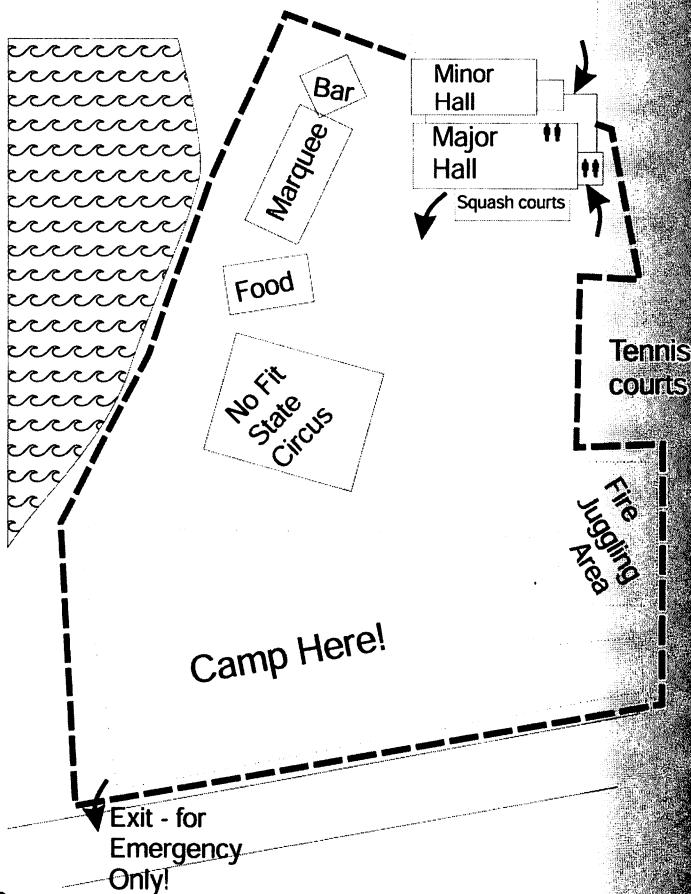 Bar
Minor
Hall
Major
Hall
Marquee
Squash courts
Food
Tennis
courts
No Fit
State
Circus
Fire
Juggling
Area
Camp Here!
Exit - for
Emergency
Only!